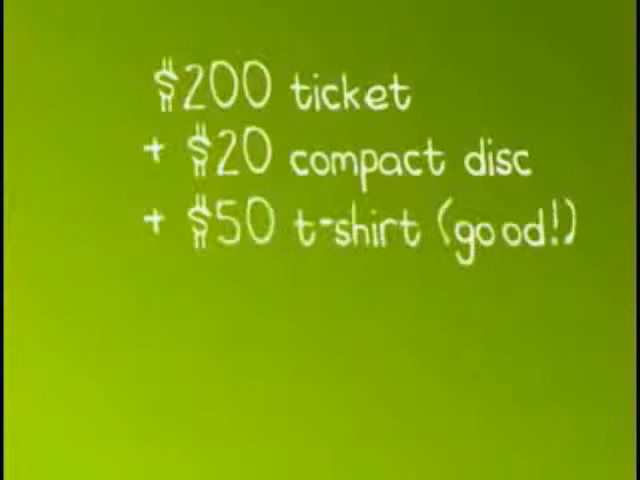 $200 ticket
+ $20 compact disc
+ $50 t-shirt (good!)